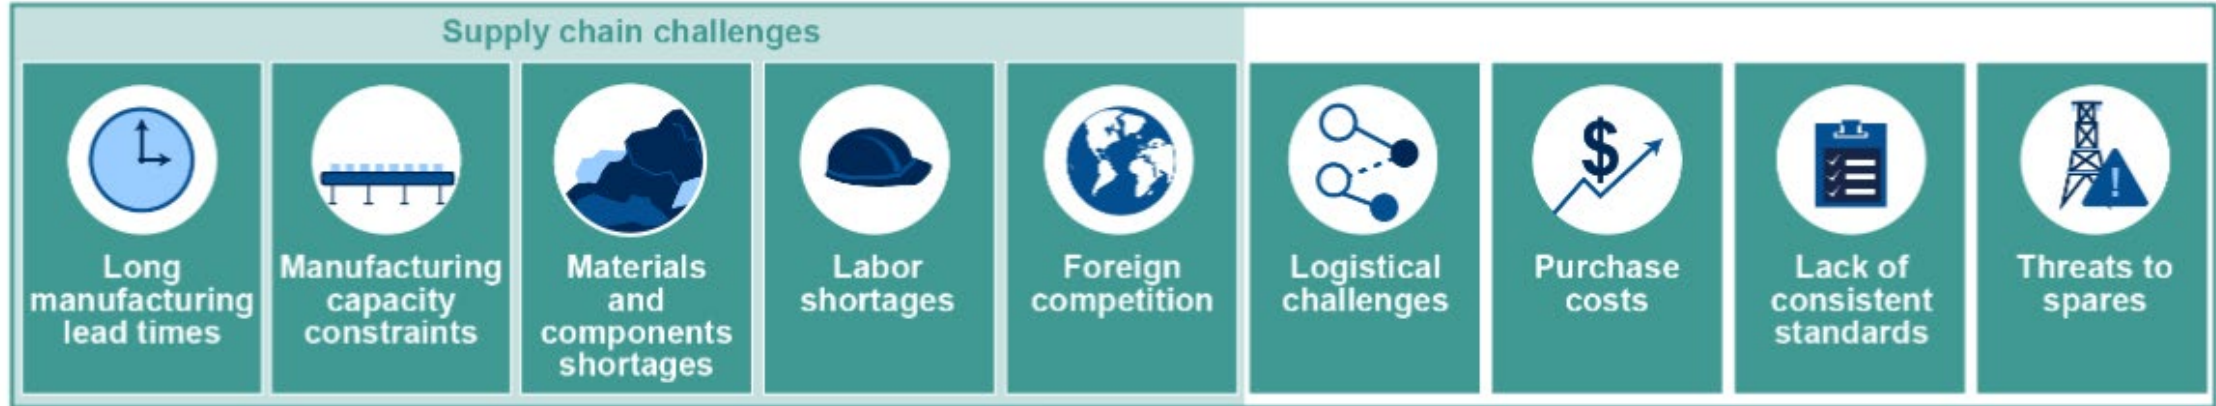 Supply chain challenges
Long
manufacturing
lead times
Manufacturing
capacity
constraints
Materials
and
components
shortages
Labor
shortages
Foreign
competition
Logistical
challenges
$
Purchase
costs
Lack of
consistent
standards
!
Threats to
spares